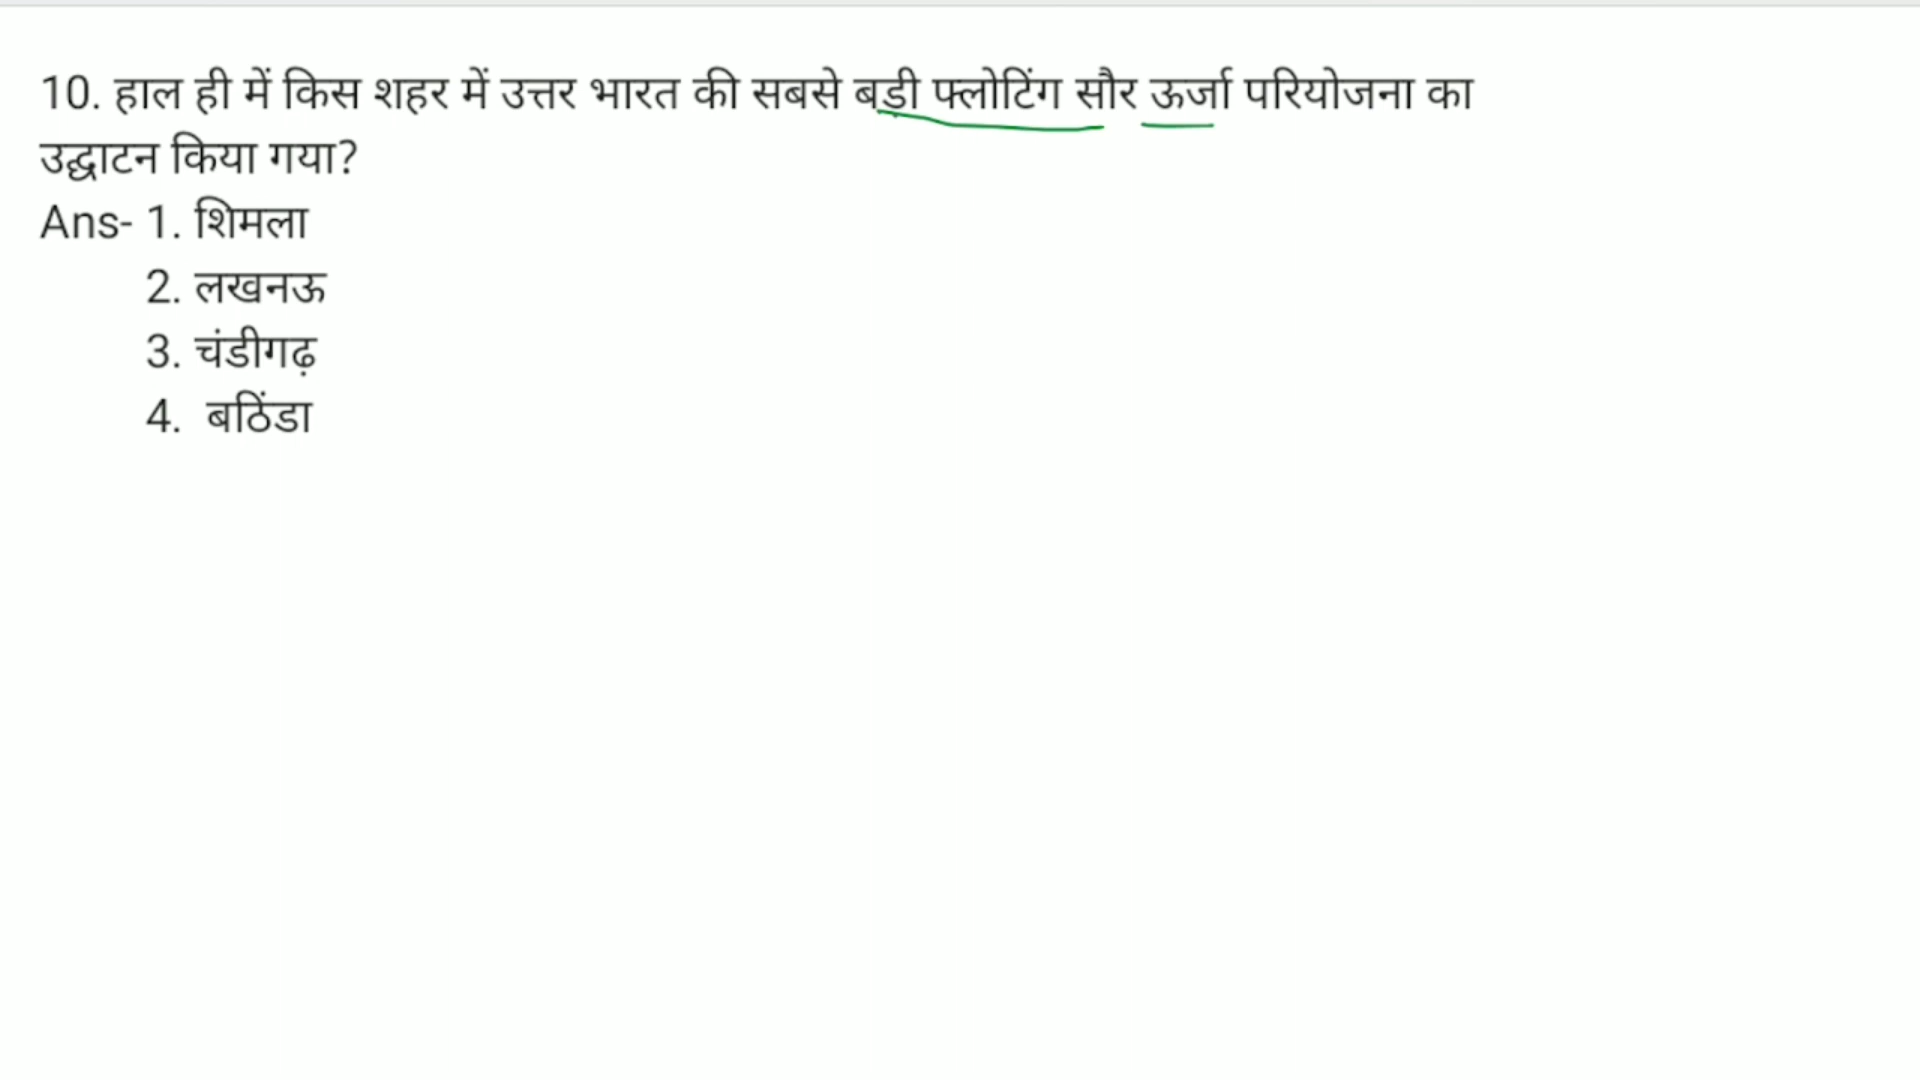 10. हाल ही में किस शहर में उत्तर भारत की सबसे बडी फ्लोटिंग सौर ऊर्जा परियोजना का
उद्घाटन किया गया?
Ans- 1. शिमला
2. लखनऊ
3. चंडीगढ़
4. बठिंडा